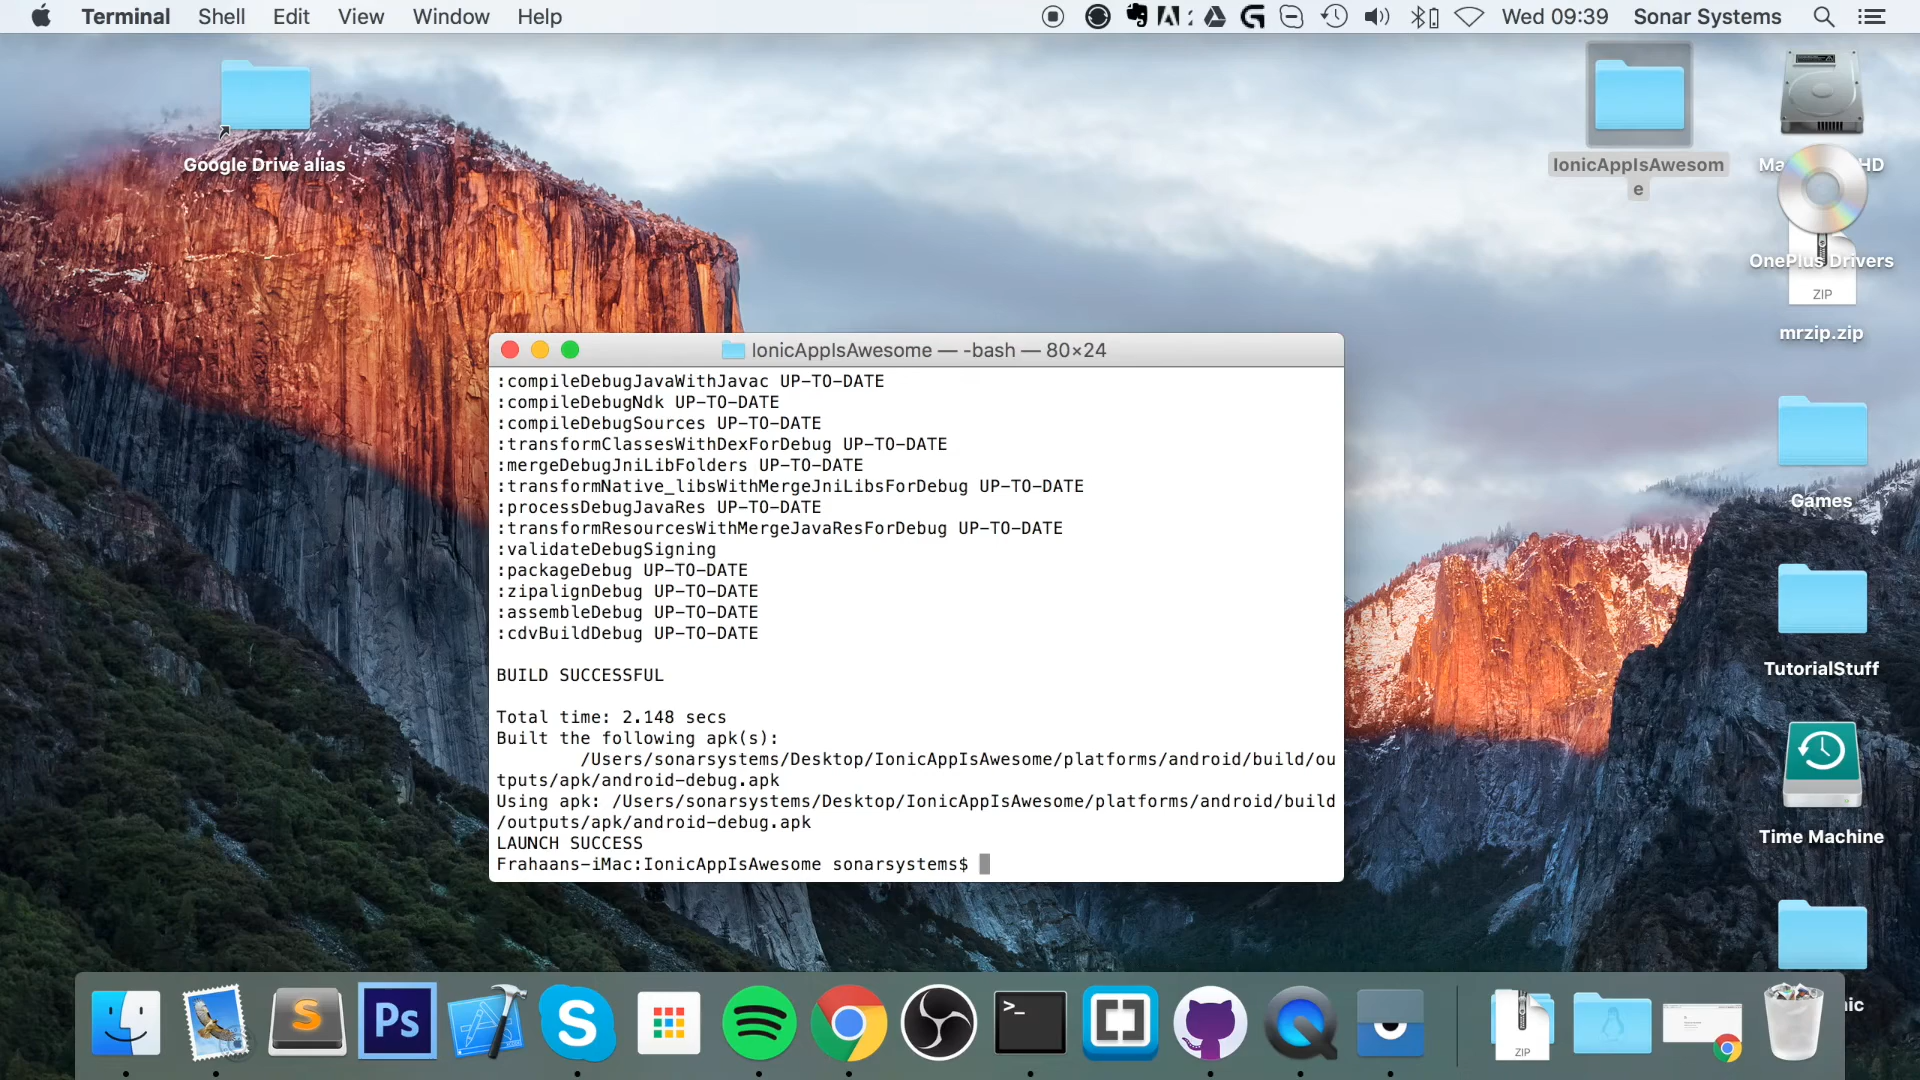 Terminal Shell Edit View Window Help Wed 09:39 Sonar Systems
Google Drive alias
IonicAppIsAwesom
e
Ma HD
OnePlus Drivers
ZIP
mrzip.zip
Games
TutorialStuff
Time Machine
nic
IonicAppIsAwesome — -bash — 80×24
:compileDebugJavaWithJavac UP-TO-DATE
:compileDebugNdk UP-TO-DATE
:compileDebugSources UP-TO-DATE
:transformClassesWithDexForDebug UP-TO-DATE
:mergeDebugJniLibFolders UP-TO-DATE
:transformNative_libsWithMergeJniLibsForDebug UP-TO-DATE
:processDebugJavaRes UP-TO-DATE
:transformResourcesWithMergeJavaResForDebug UP-TO-DATE
:validateDebugSigning
:packageDebug UP-TO-DATE
:zipalignDebug UP-TO-DATE
:assembleDebug UP-TO-DATE
:cdvBuildDebug UP-TO-DATE
BUILD SUCCESSFUL
Total time: 2.148 secs
Built the following apk(s):
/Users/sonarsystems/Desktop/IonicAppIsAwesome/platforms/android/build/ou
tputs/apk/android-debug.apk
Using apk: /Users/sonarsystems/Desktop/IonicAppIsAwesome/platforms/android/build
/outputs/apk/android-debug.apk
LAUNCH SUCCESS
Frahaans-iMac:IonicAppIsAwesome sonarsystems$
Ps
ZIP